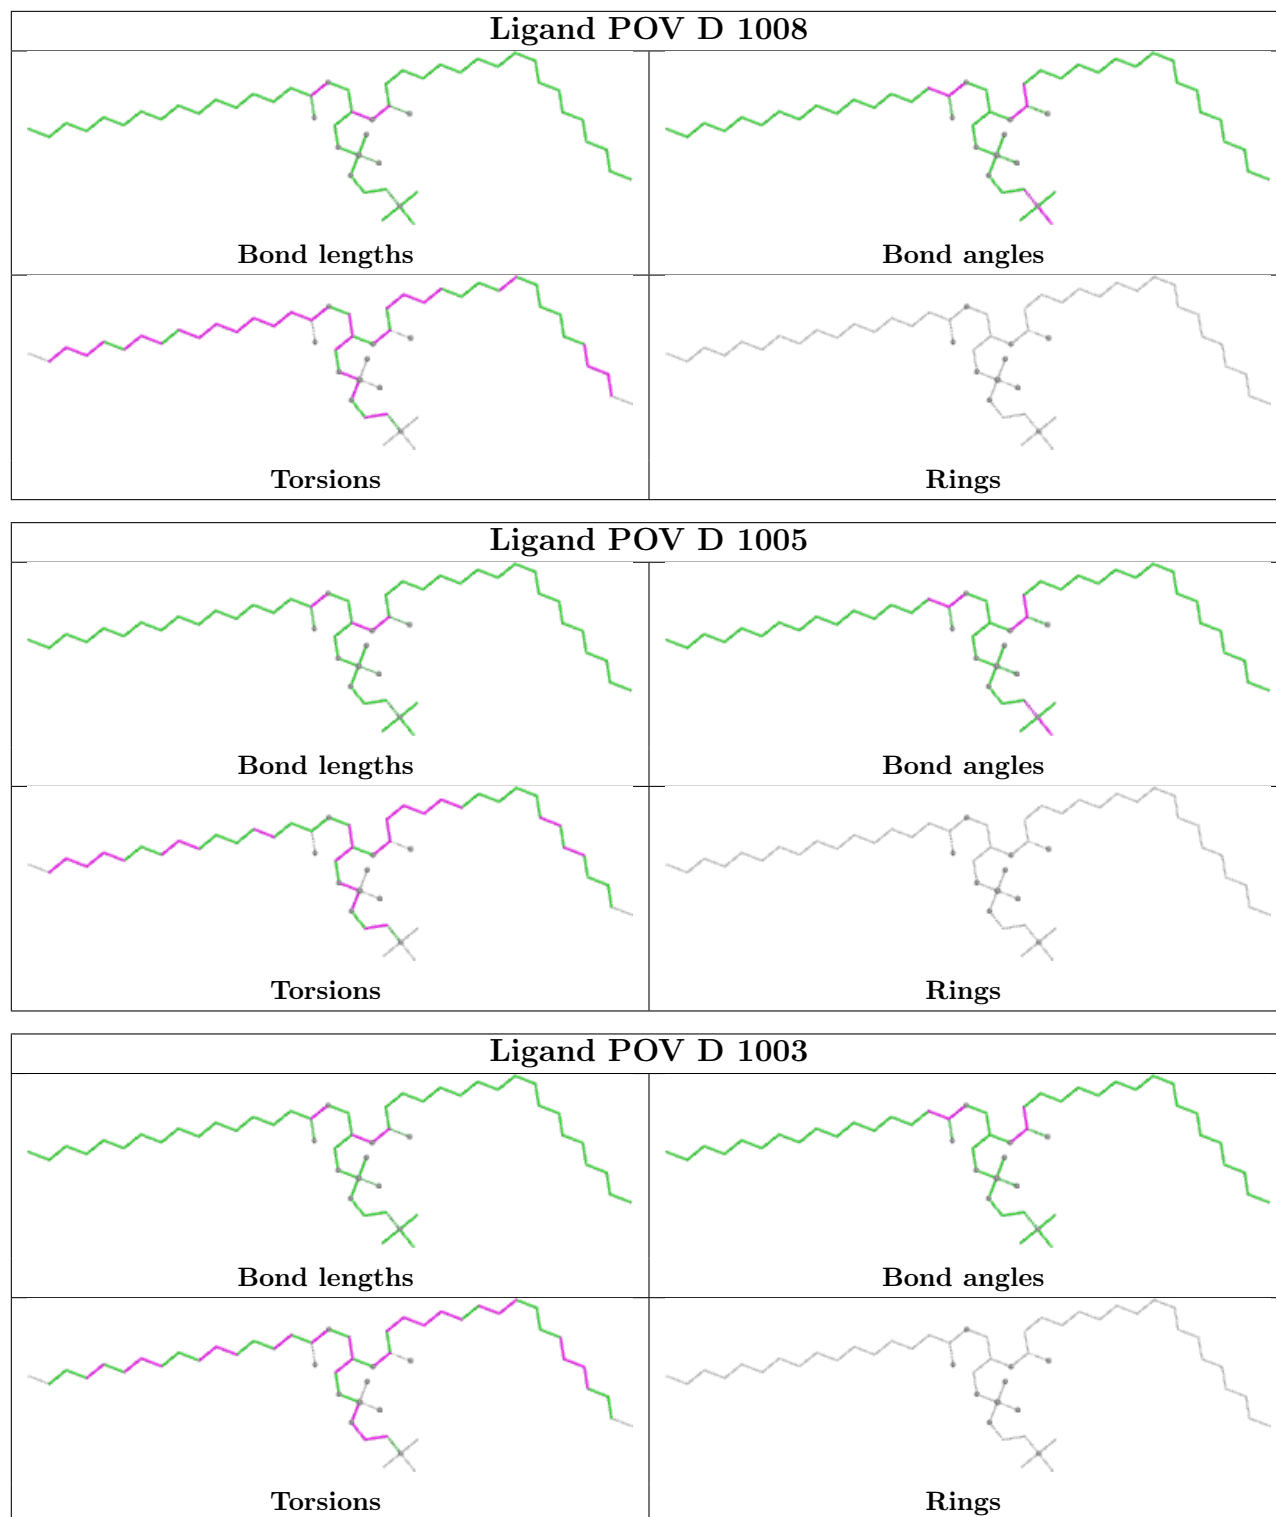 Ligand POV D 1008
Bond lengths
Bond angles
Torsions
Rings
Ligand POV D 1005
Bond lengths
Bond angles
Torsions
Rings
Ligand POV D 1003
Bond lengths
Bond angles
Torsions
Rings